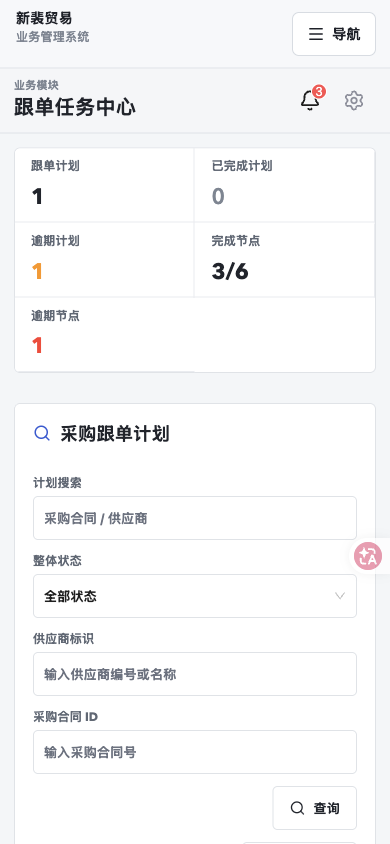 新裴贸易
业务管理系统
导航
业务模块
跟单任务中心
3
跟单计划
1
已完成计划
0
逾期计划
1
完成节点
3/6
逾期节点
1
采购跟单计划
计划搜索
采购合同 / 供应商
整体状态
全部状态
供应商标识
输入供应商编号或名称
采购合同 ID
输入采购合同号
查询